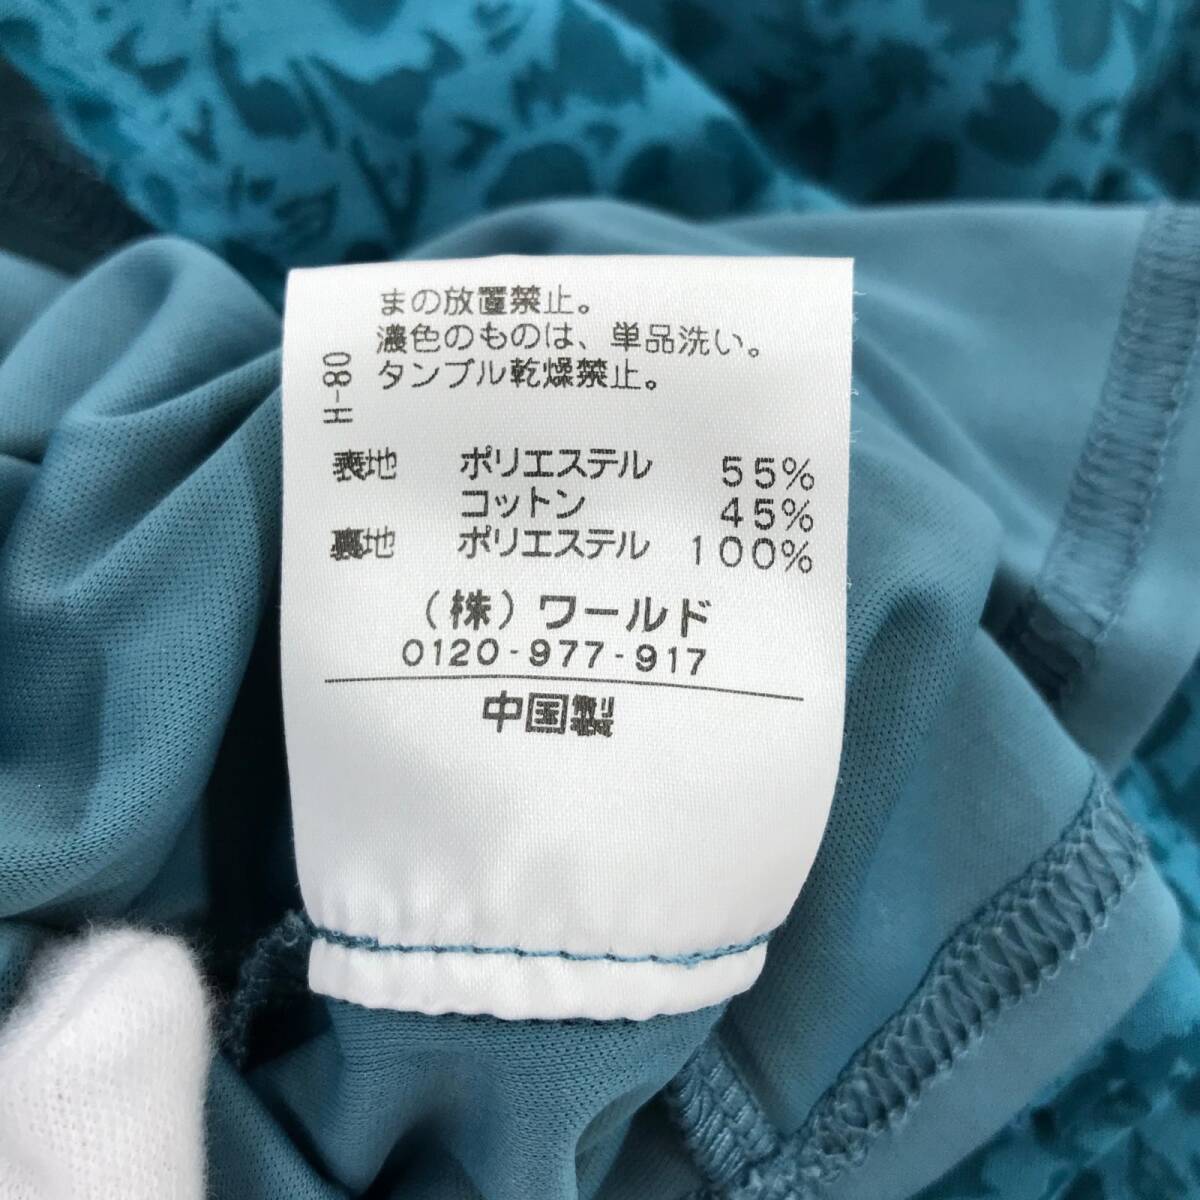 まの放置禁止。
濃色のものは、単品洗い。
タンブル乾燥禁止。
08-H
表地 ポリエステル 55%
コットン 45%
裏地 ポリエステル 100%
（株）ワールド
0120-977-917
中国製